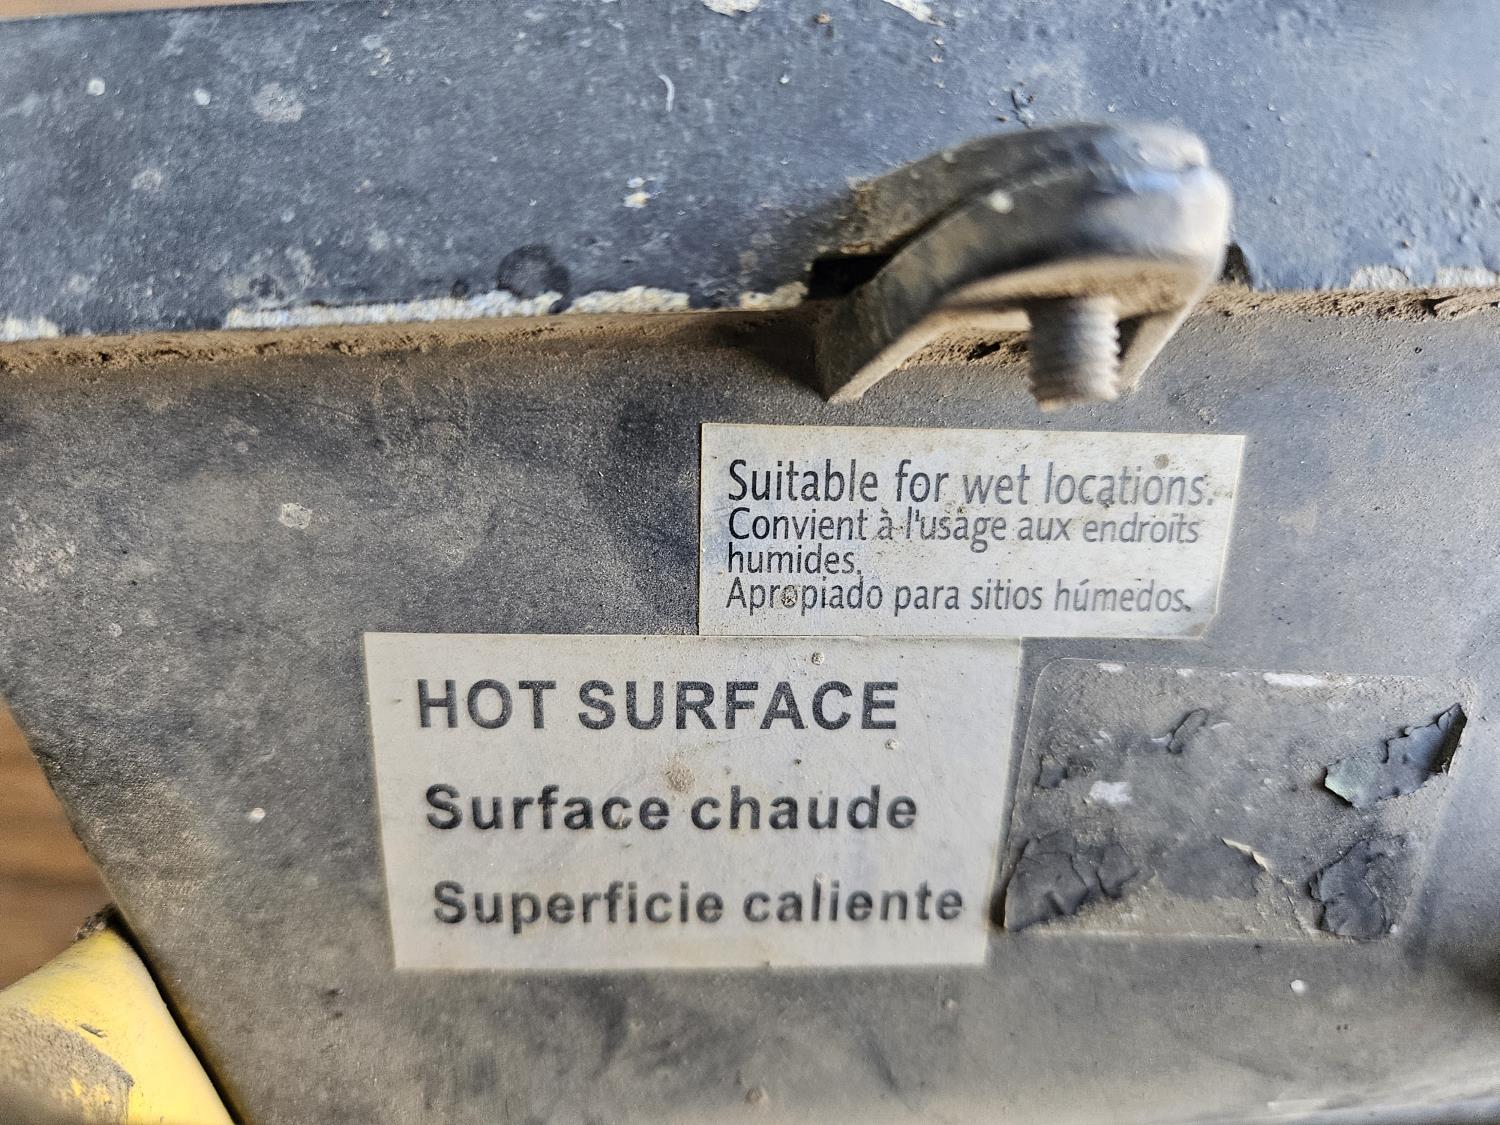 Suitable for wet locations.
Convient à l'usage aux endroits
humides.
Apropiado para sitios húmedos.
HOT SURFACE
Surface chaude
Superficie caliente